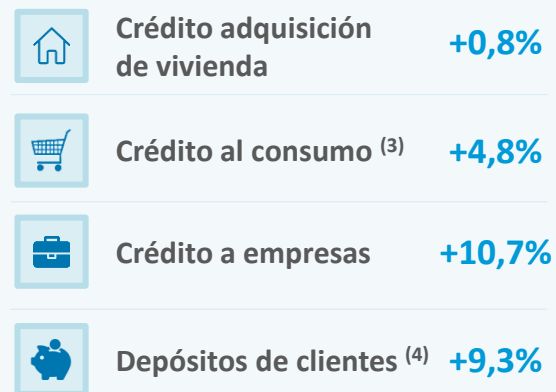 Crédito adquisición
de vivienda
+0,8%
Crédito al consumo (3)
+4,8%
Crédito a empresas
+10,7%
Depósitos de clientes (4)
+9,3%